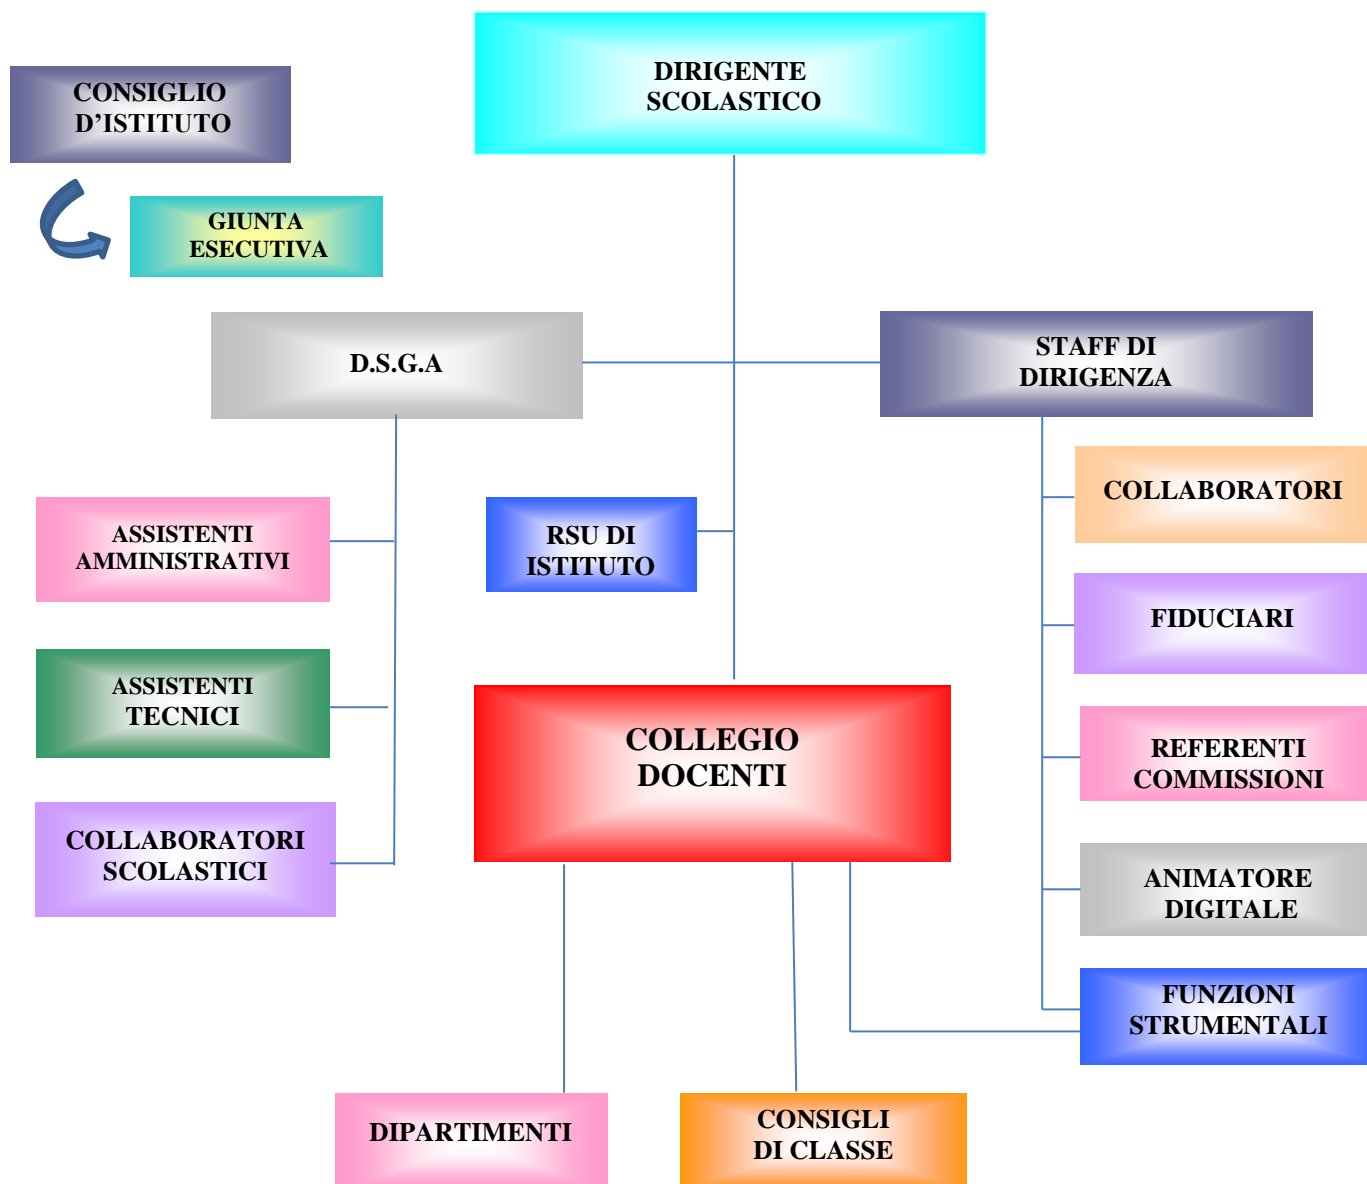 DIRIGENTE
SCOLASTICO
CONSIGLIO
D’ISTITUTO
GIUNTA
ESECUTIVA
D.S.G.A
STAFF DI
DIRIGENZA
COLLABORATORI
ASSISTENTI
AMMINISTRATIVI
RSU DI
ISTITUTO
FIDUCIARI
ASSISTENTI
TECNICI
COLLEGIO
DOCENTI
REFERENTI
COMMISSIONI
COLLABORATORI
SCOLASTICI
ANIMATORE
DIGITALE
FUNZIONI
STRUMENTALI
DIPARTIMENTI
CONSIGLI
DI CLASSE